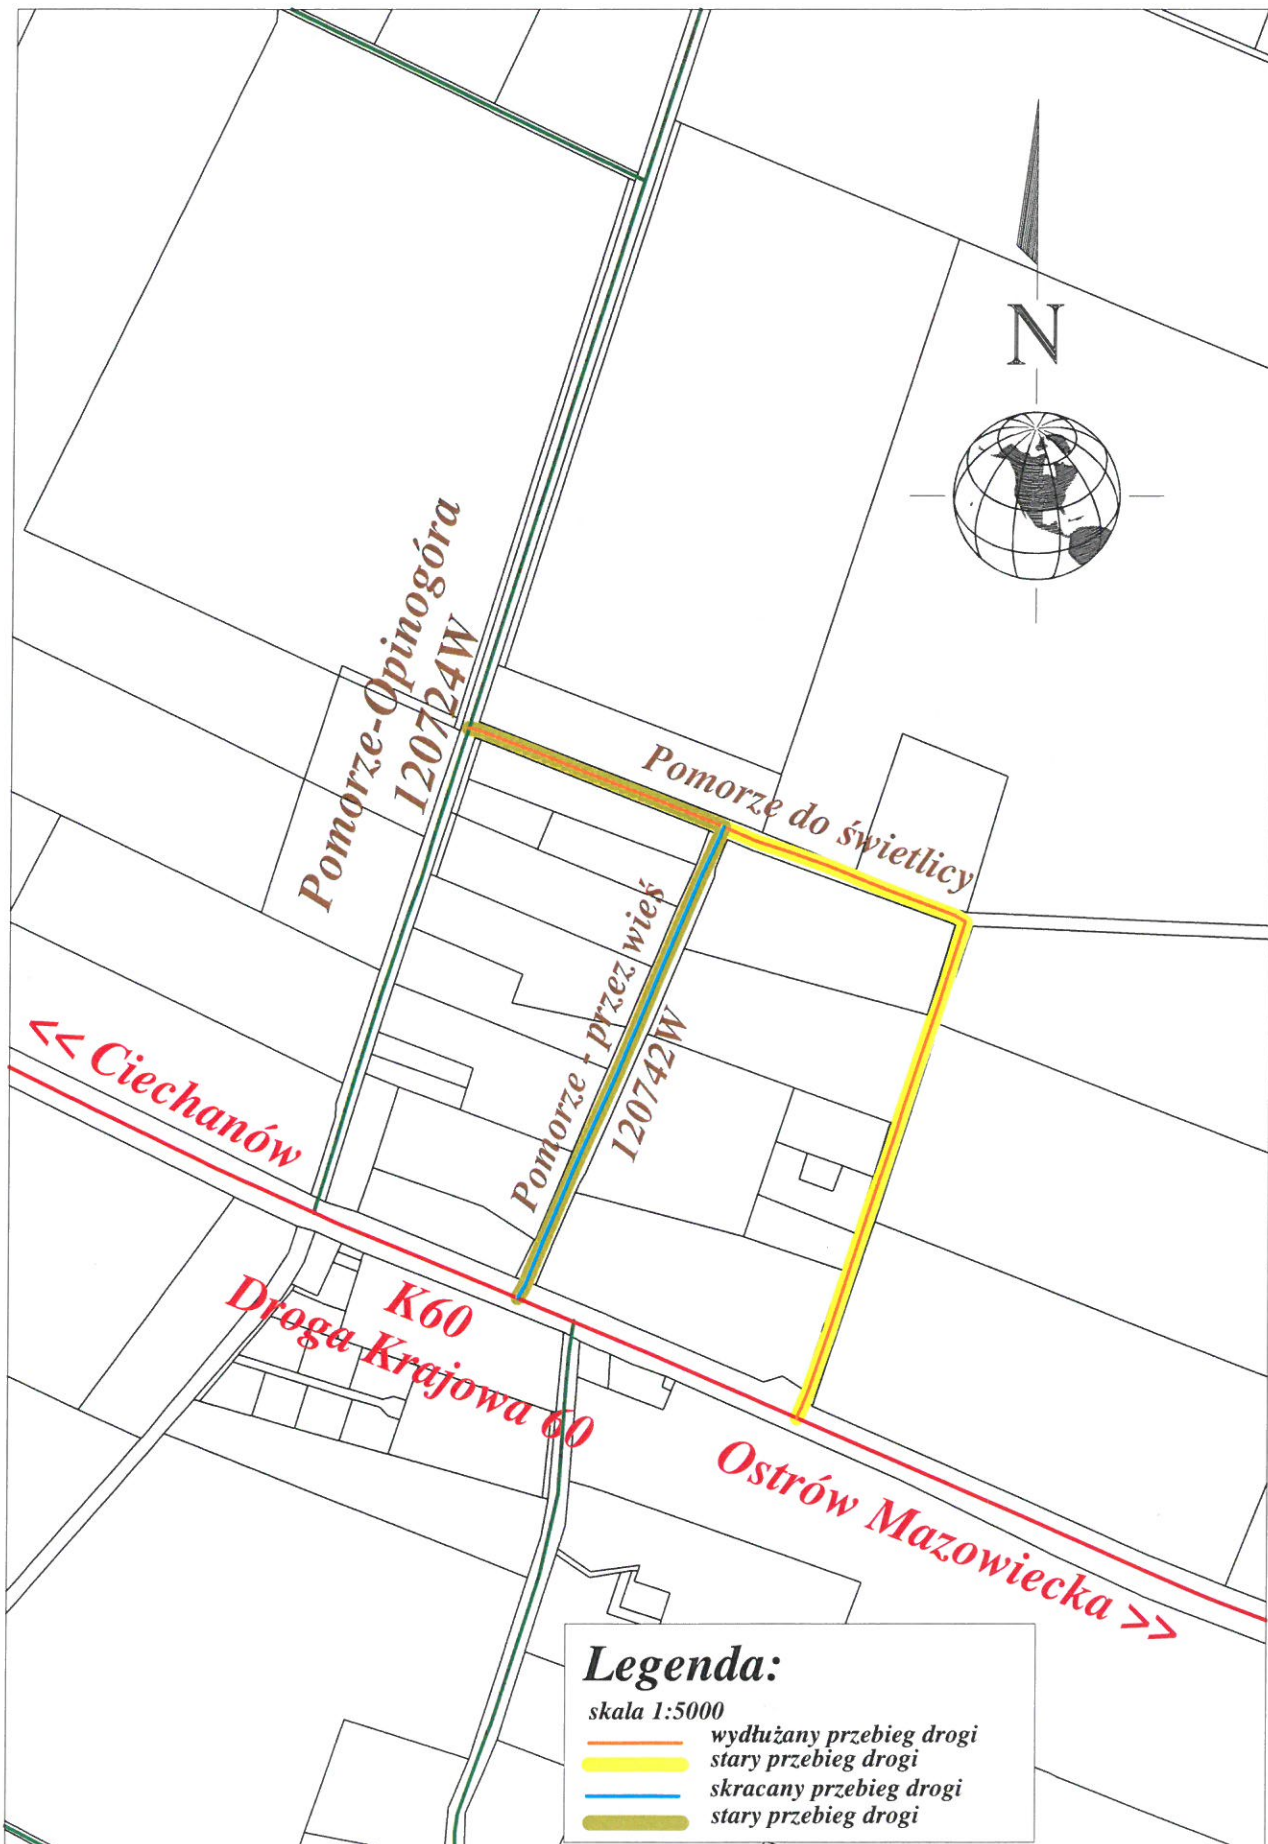 N
Pomorze-Opinogóra
120724W
Pomorze do świetlicy
Pomorze - przez wieś
120742W
<< Ciechanów
K60
Droga Krajowa 60
Ostrów Mazowiecka >>
Legenda:
skala 1:5000
wydłużany przebieg drogi
stary przebieg drogi
skracany przebieg drogi
stary przebieg drogi